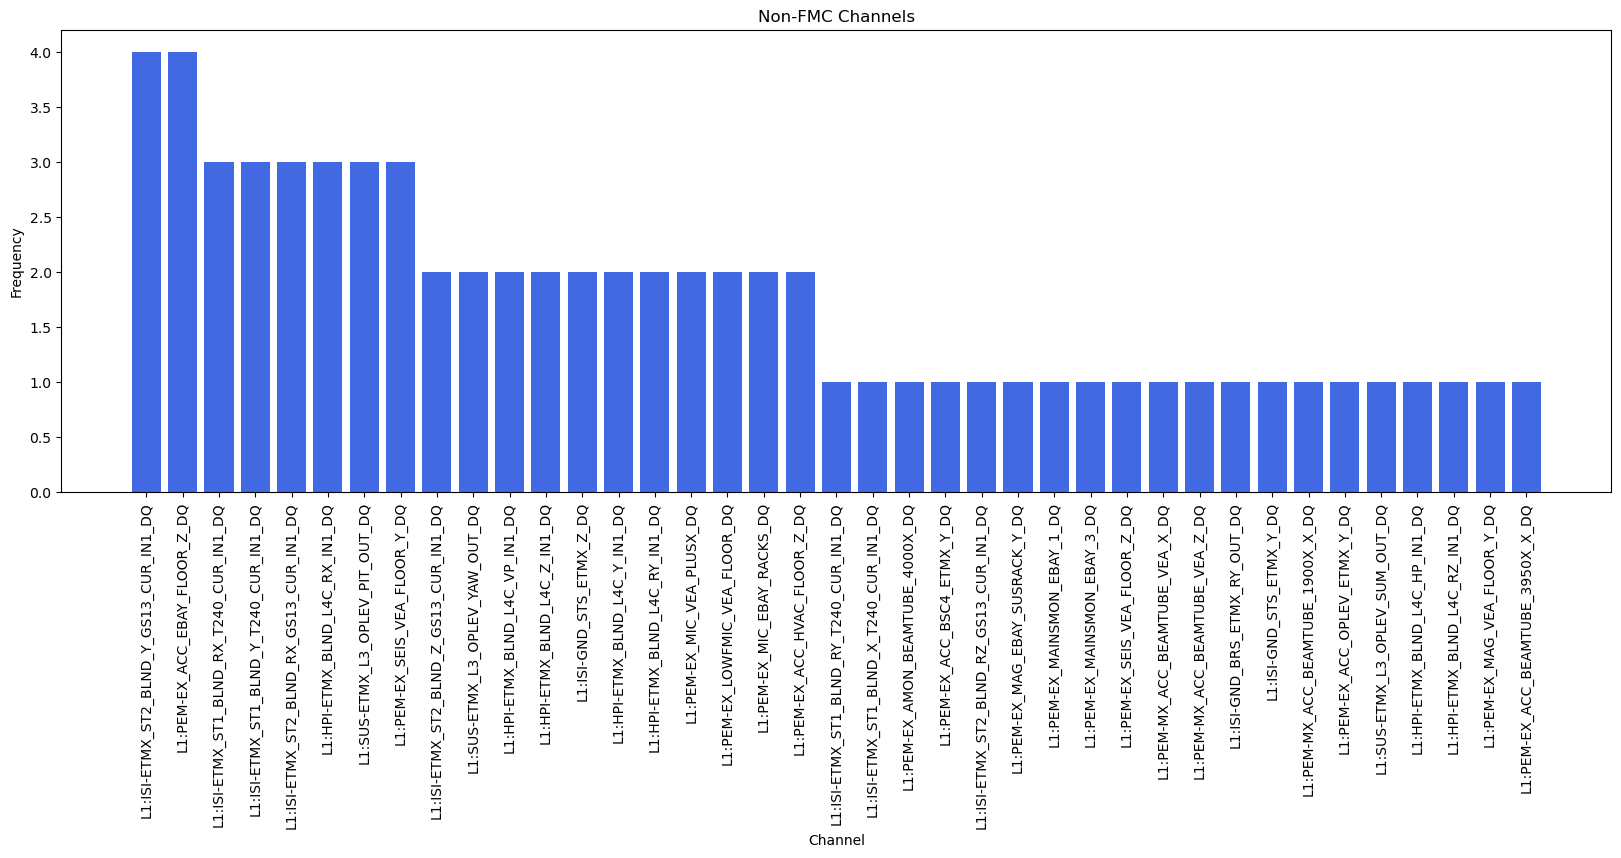 Non-FMC Channels
Frequency
4.0
3.5
3.0
2.5
2.0
1.5
1.0
0.5
0.0
L1:ISI-ETMX_ST2_BLND_Y_GS13_CUR_IN1_DQ
L1:PEM-EX_ACC_EBAY_FLOOR_Z_DQ
L1:ISI-ETMX_ST1_BLND_RX_T240_CUR_IN1_DQ
L1:ISI-ETMX_ST1_BLND_Y_T240_CUR_IN1_DQ
L1:ISI-ETMX_ST2_BLND_RX_GS13_CUR_IN1_DQ
L1:HPI-ETMX_BLND_L4C_RX_IN1_DQ
L1:SUS-ETMX_L3_OPLEV_PIT_OUT_DQ
L1:PEM-EX_SEIS_VEA_FLOOR_Y_DQ
L1:ISI-ETMX_ST2_BLND_Z_GS13_CUR_IN1_DQ
L1:SUS-ETMX_L3_OPLEV_YAW_OUT_DQ
L1:HPI-ETMX_BLND_L4C_VP_IN1_DQ
L1:HPI-ETMX_BLND_L4C_Z_IN1_DQ
L1:ISI-GND_STS_ETMX_Z_DQ
L1:HPI-ETMX_BLND_L4C_Y_IN1_DQ
L1:HPI-ETMX_BLND_L4C_RY_IN1_DQ
L1:PEM-EX_MIC_VEA_PLUSX_DQ
L1:PEM-EX_LOWFMIC_VEA_FLOOR_DQ
L1:PEM-EX_MIC_EBAY_RACKS_DQ
L1:PEM-EX_ACC_HVAC_FLOOR_Z_DQ
L1:ISI-ETMX_ST1_BLND_RY_T240_CUR_IN1_DQ
L1:ISI-ETMX_ST1_BLND_X_T240_CUR_IN1_DQ
L1:PEM-EX_AMON_BEAMTUBE_4000X_DQ
L1:PEM-EX_ACC_BSC4_ETMX_Y_DQ
L1:ISI-ETMX_ST2_BLND_RZ_GS13_CUR_IN1_DQ
L1:PEM-EX_MAG_EBAY_SUSRACK_Y_DQ
L1:PEM-EX_MAINSMON_EBAY_1_DQ
L1:PEM-EX_MAINSMON_EBAY_3_DQ
L1:PEM-EX_SEIS_VEA_FLOOR_Z_DQ
L1:PEM-MX_ACC_BEAMTUBE_VEA_X_DQ
L1:PEM-MX_ACC_BEAMTUBE_VEA_Z_DQ
L1:ISI-GND_BRS_ETMX_RY_OUT_DQ
L1:ISI-GND_STS_ETMX_Y_DQ
L1:PEM-MX_ACC_BEAMTUBE_1900X_X_DQ
L1:PEM-EX_ACC_OPLEV_ETMX_Y_DQ
L1:SUS-ETMX_L3_OPLEV_SUM_OUT_DQ
L1:HPI-ETMX_BLND_L4C_HP_IN1_DQ
L1:HPI-ETMX_BLND_L4C_RZ_IN1_DQ
L1:PEM-EX_MAG_VEA_FLOOR_Y_DQ
L1:PEM-EX_ACC_BEAMTUBE_3950X_X_DQ
Channel